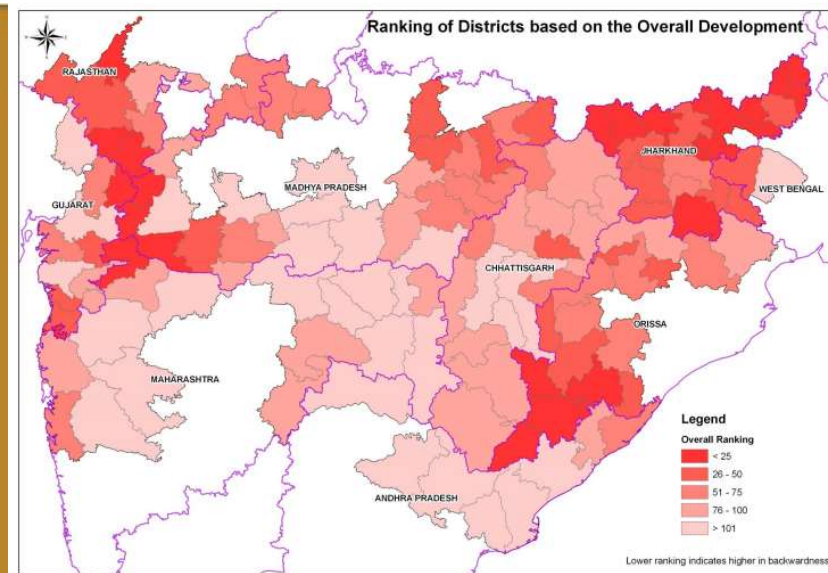 Ranking of Districts based on the Overall Development
RAJASTHAN
JHARKHAND
MADHYA PRADESH
WEST BENGAL
GUJARAT
CHHATTISGARH
ORISSA
MAHARASHTRA
ANDHRA PRADESH
Legend
Overall Ranking
< 25
26 - 50
51 - 75
76 - 100
> 101
Lower ranking indicates higher in backwardness